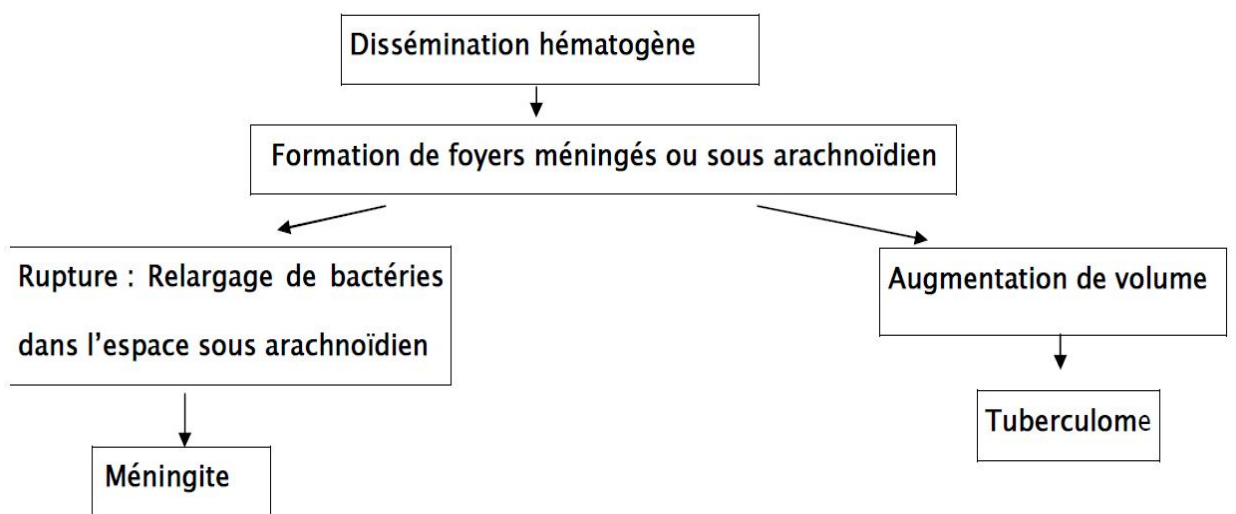 Dissémination hématogène
Formation de foyers méningés ou sous arachnoïdien
Rupture : Relargage de bactéries
dans l'espace sous arachnoïdien
Augmentation de volume
Méningite
Tuberculome